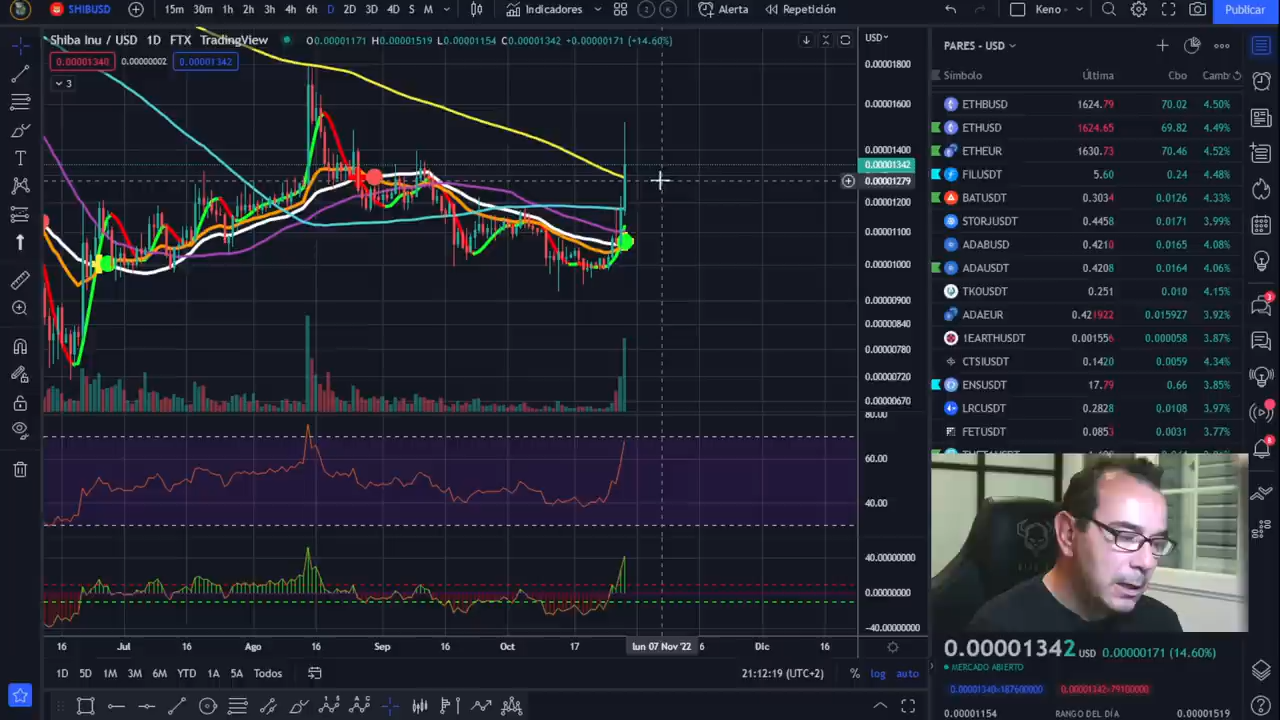 SHIBUSD 15m 30m 1h 2h 3h 4h 6h D 2D 3D 4D S M Indicadores Alerta Repetición Keno Publicar
Shiba Inu / USD 1D FTX TradingView O0.00001171 H0.00001519 L0.00001154 C0.00001342 +0.00000171 (+14.60%)
0.00001340 0.00000002 0.00001342
3
USD
0.00001800
0.00001600
0.00001400
0.00001342
0.00001279
0.00001200
0.00001100
0.00001000
0.00000900
0.00000840
0.00000780
0.00000720
0.00000670
80.00
60.00
40.00
40.00000000
0.00000000
-40.00000000
16 Jul 16 Ago 16 Sep 16 Oct 17 lun 07 Nov '22 6 Dic 16
1D 5D 1M 3M 6M YTD 1A 5A Todos 21:12:19 (UTC+2) % log auto
PARES - USD
Símbolo Última Cbo Camb
ETHBUSD 1624.79 70.02 4.50%
ETHUSD 1624.65 69.82 4.49%
ETHEUR 1630.73 70.46 4.52%
FILUSDT 5.60 0.24 4.48%
BATUSDT 0.3034 0.0126 4.33%
STORJUSDT 0.4458 0.0171 3.99%
ADABUSD 0.4210 0.0165 4.08%
ADAUSDT 0.4208 0.0164 4.06%
TKOUSDT 0.251 0.010 4.15%
ADAEUR 0.421922 0.015927 3.92%
1EARTHUSDT 0.001556 0.000058 3.87%
CTSIUSDT 0.1420 0.0059 4.34%
ENSUSDT 17.79 0.66 3.85%
LRCUSDT 0.2828 0.0108 3.97%
FETUSDT 0.0853 0.0031 3.77%
0.00001342 USD 0.00000171 (14.60%)
MERCADO ABIERTO
0.00001340×187600000 0.00001342×79100000
0.00001154 RANGO DEL DÍA 0.00001519